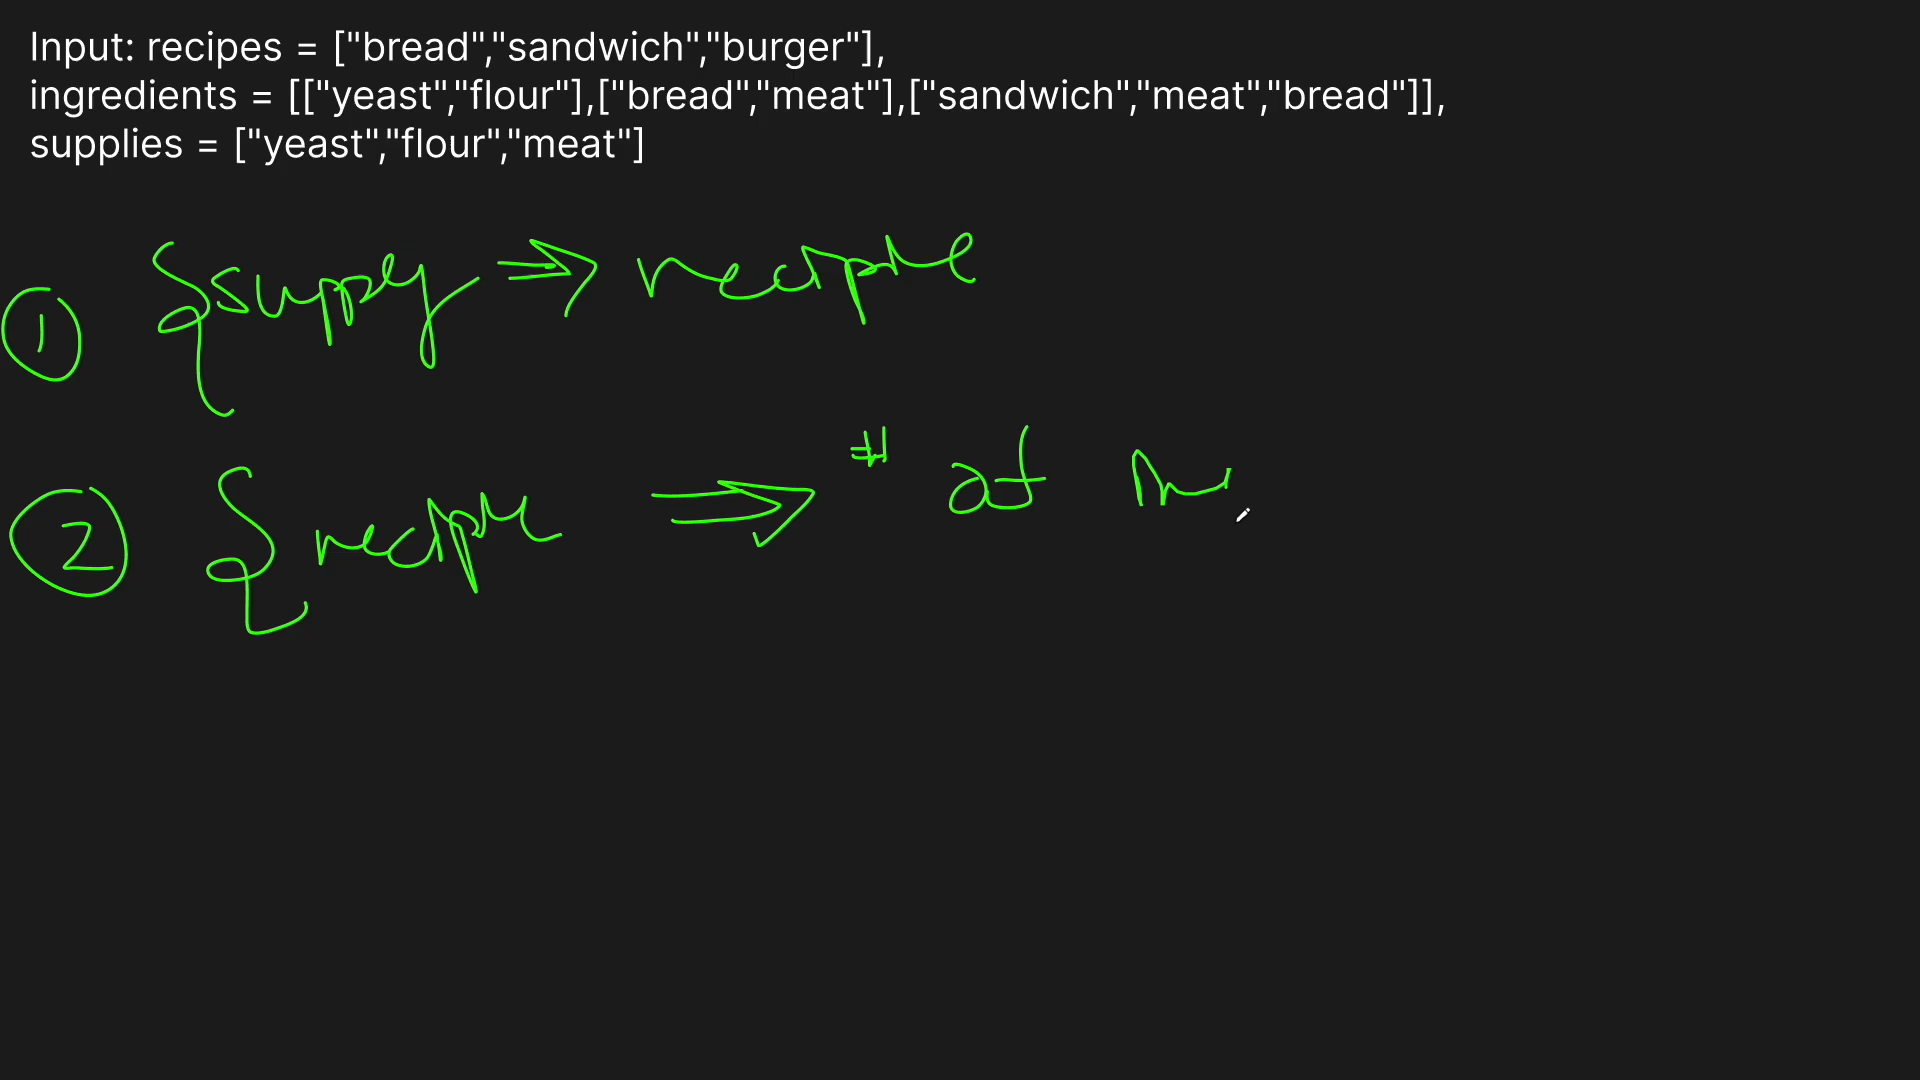 Input: recipes = ["bread","sandwich","burger"],
ingredients = [["yeast","flour"],["bread","meat"],["sandwich","meat","bread"]],
supplies = ["yeast","flour","meat"]
① { supply ⇒ recipe
② { recipe ⇒ # of